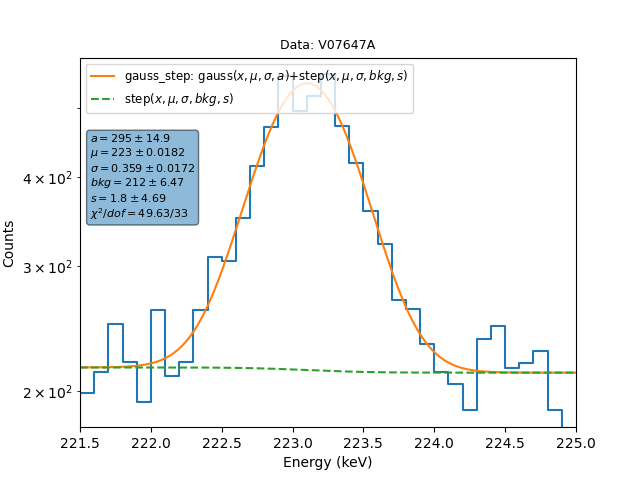 Data: V07647A
gauss_step: gauss(x, μ, σ, a)+step(x, μ, σ, bkg, s)
step(x, μ, σ, bkg, s)
a = 295 ± 14.9
μ = 223 ± 0.0182
σ = 0.359 ± 0.0172
bkg = 212 ± 6.47
s = 1.8 ± 4.69
χ²/dof = 49.63/33
Counts
4 × 10²
3 × 10²
2 × 10²
221.5 222.0 222.5 223.0 223.5 224.0 224.5 225.0
Energy (keV)